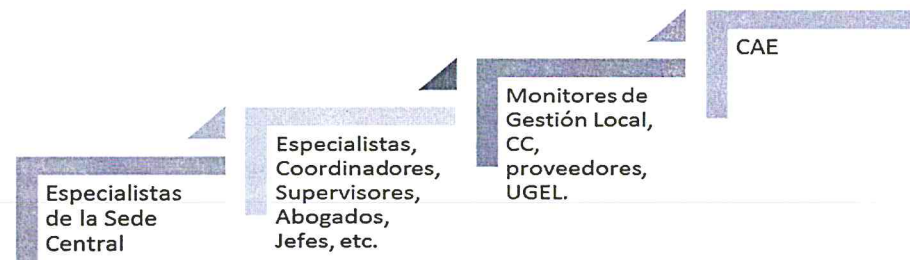 Especialistas
de la Sede
Central
Especialistas,
Coordinadores,
Supervisores,
Abogados,
Jefes, etc.
Monitores de
Gestión Local,
CC,
proveedores,
UGEL.
CAE